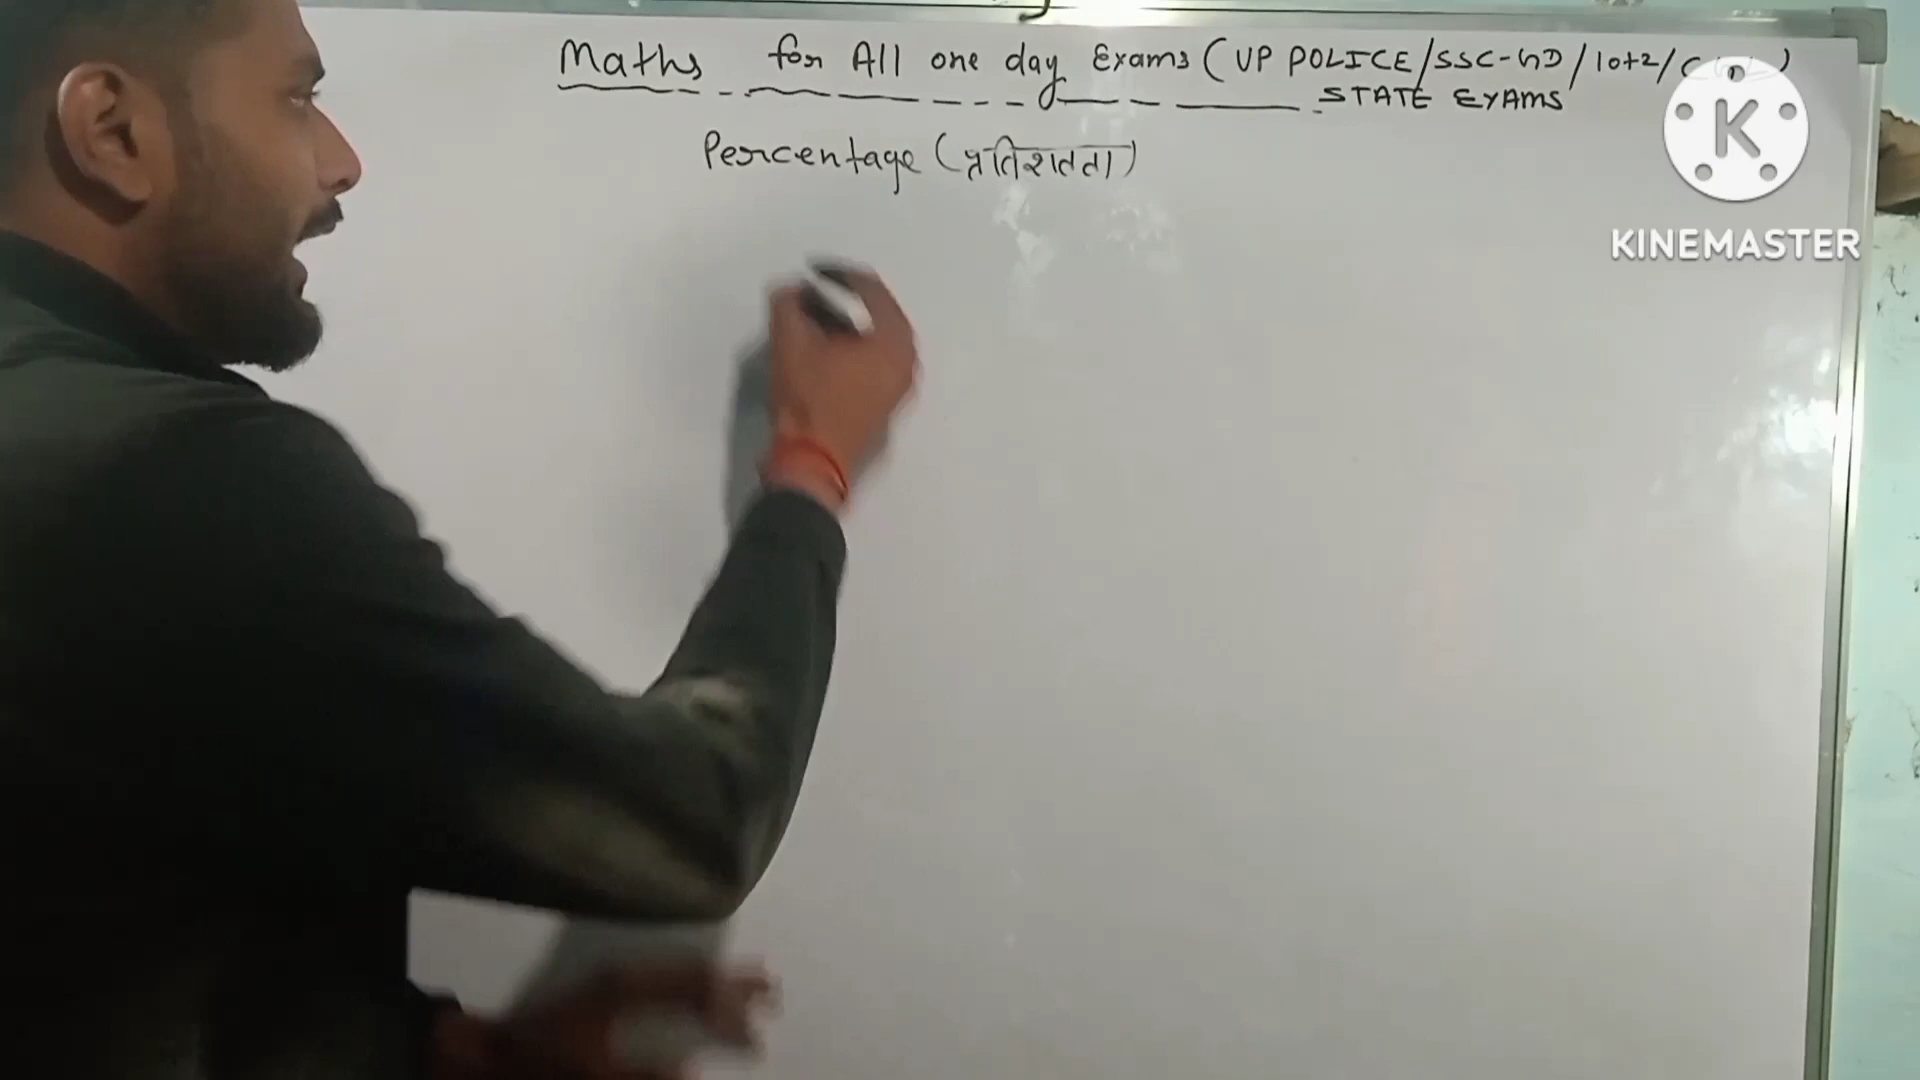 Maths for All one day Exams (UP POLICE/SSC-GD/10+2/
STATE EXAMS
Percentage (प्रतिशतता)
K
KINEMASTER